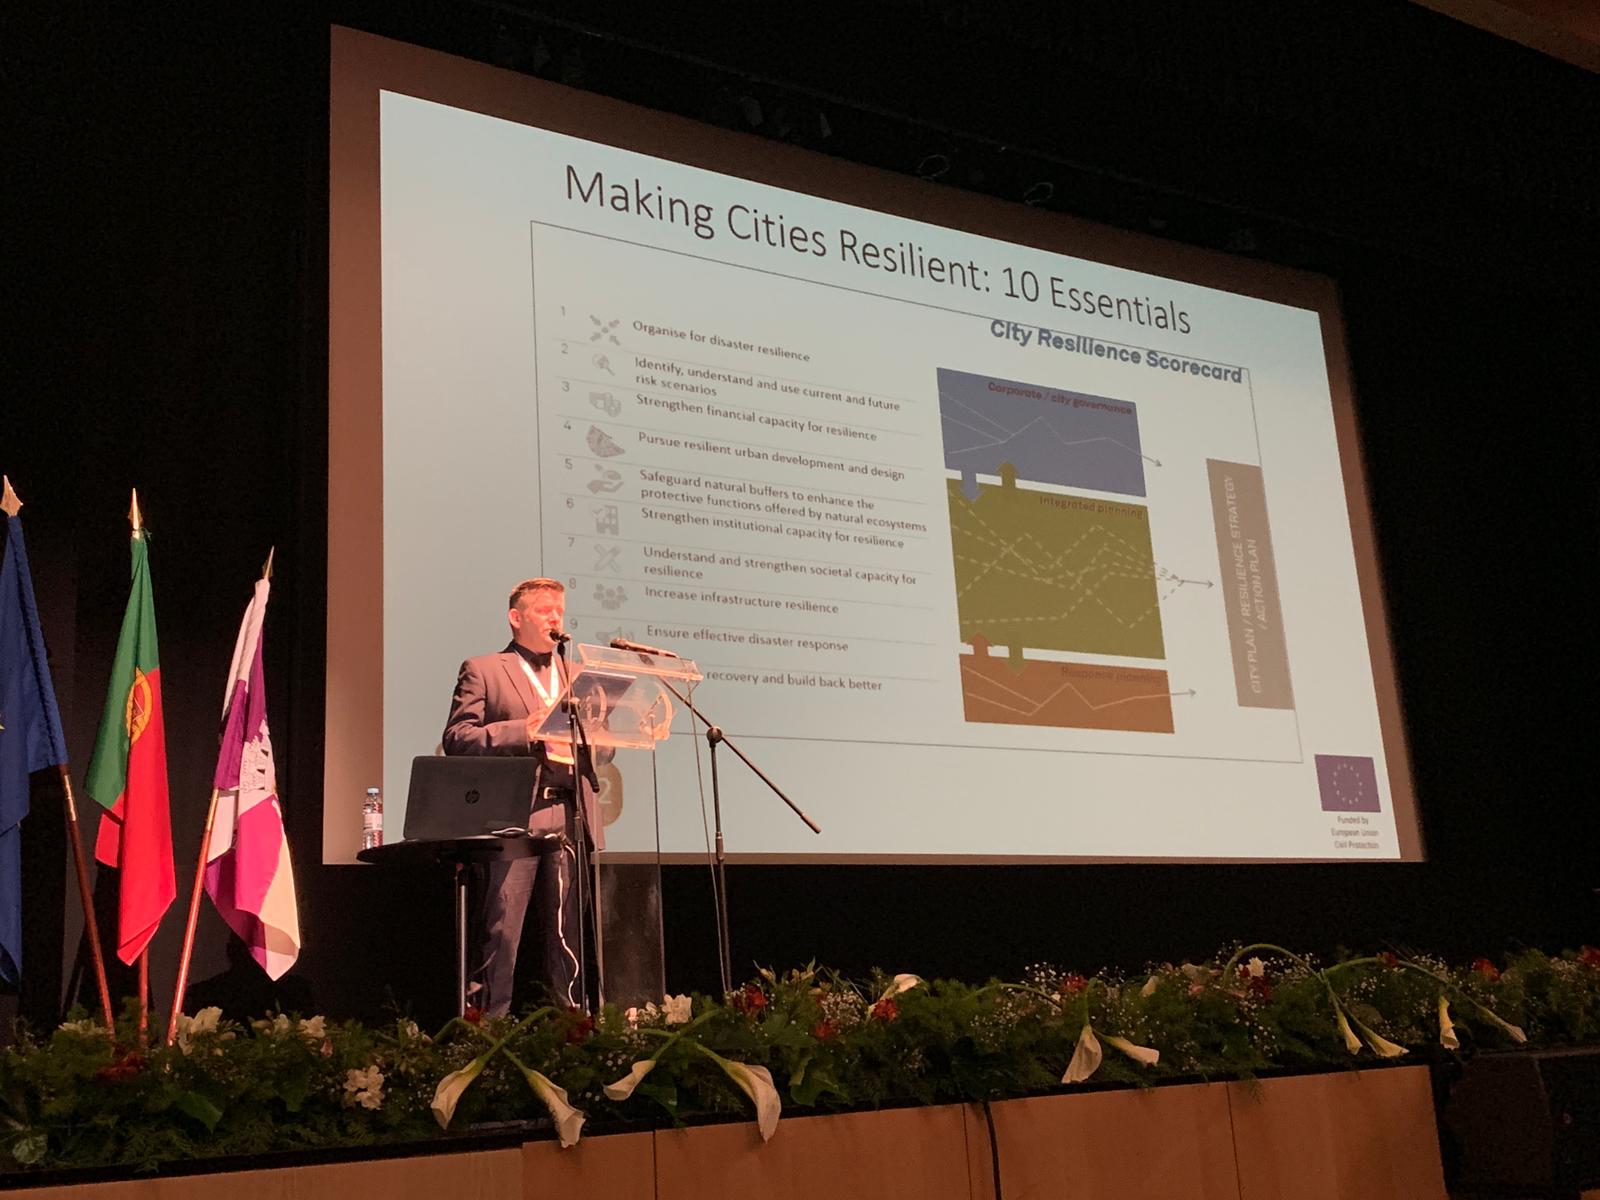 Making Cities Resilient: 10 Essentials
City Resilience Scorecard
1
Organise for disaster resilience
2
Identify, understand and use current and future
risk scenarios
3
Strengthen financial capacity for resilience
4
Pursue resilient urban development and design
5
Safeguard natural buffers to enhance the
protective functions offered by natural ecosystems
6
Strengthen institutional capacity for resilience
7
Understand and strengthen societal capacity for
resilience
8
Increase infrastructure resilience
9
Ensure effective disaster response
recovery and build back better
Corporate / city governance
Integrated planning
Response planning
CITY PLAN / RESILIENCE STRATEGY
/ ACTION PLAN
2
hp
Funded by
European Union
Civil Protection